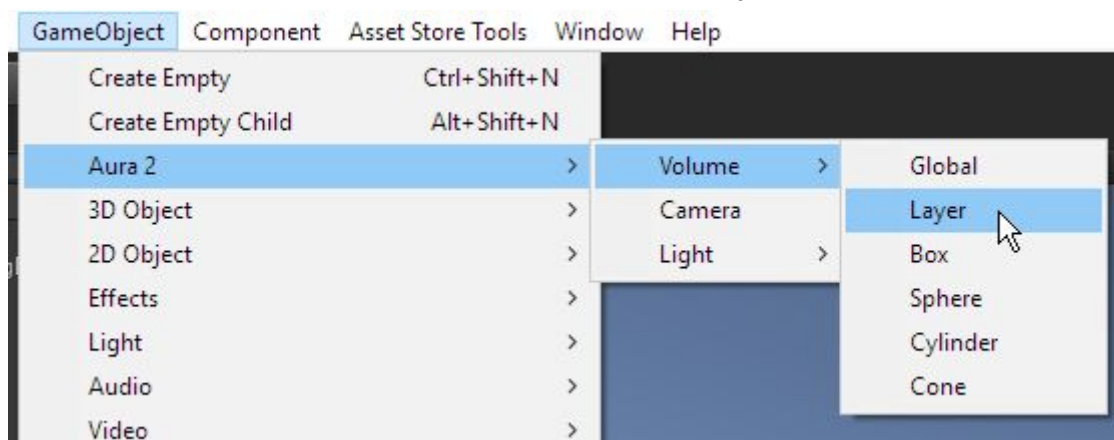 GameObject Component Asset Store Tools Window Help
Create Empty Ctrl+Shift+N
Create Empty Child Alt+Shift+N
Aura 2 > Volume > Global
3D Object > Camera Layer
2D Object > Light > Box
Effects > Sphere
Light > Cylinder
Audio > Cone
Video >